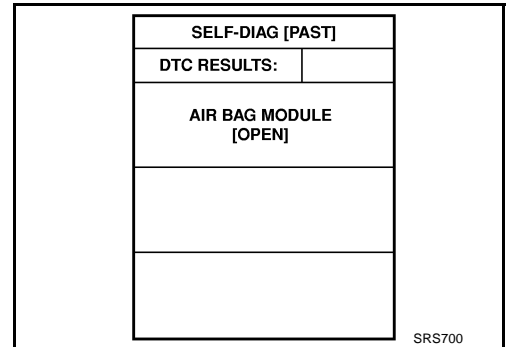 SELF-DIAG [PAST]
DTC RESULTS:
AIR BAG MODULE
[OPEN]
SRS700